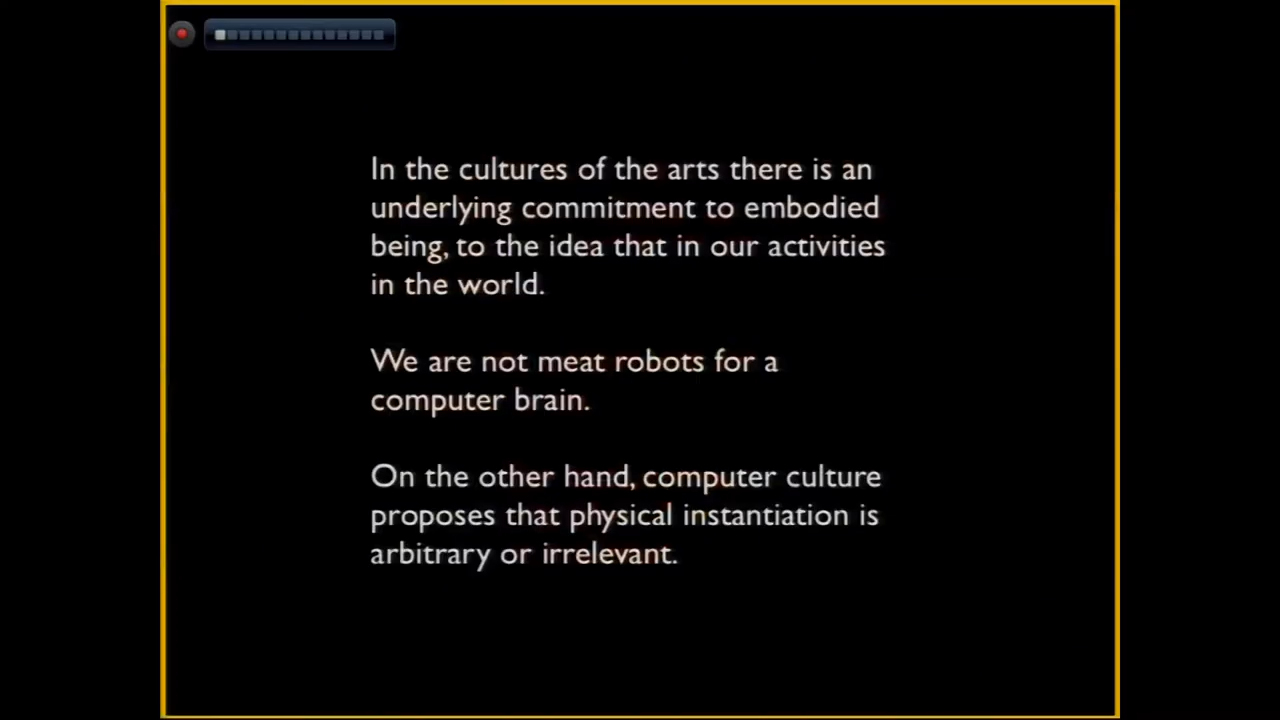 In the cultures of the arts there is an
underlying commitment to embodied
being, to the idea that in our activities
in the world.
We are not meat robots for a
computer brain.
On the other hand, computer culture
proposes that physical instantiation is
arbitrary or irrelevant.